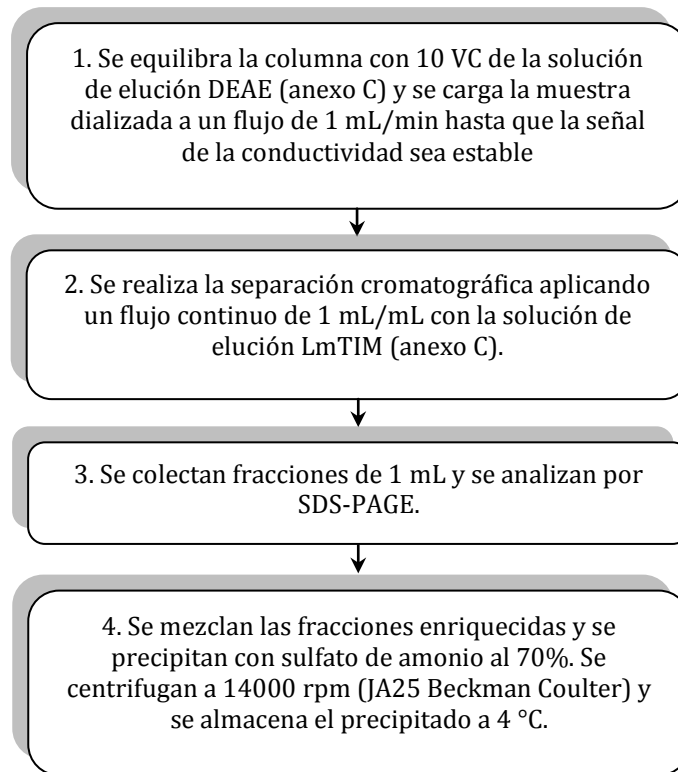 1. Se equilibra la columna con 10 VC de la solución
de elución DEAE (anexo C) y se carga la muestra
dializada a un flujo de 1 mL/min hasta que la señal
de la conductividad sea estable
2. Se realiza la separación cromatográfica aplicando
un flujo continuo de 1 mL/mL con la solución de
elución LmTIM (anexo C).
3. Se colectan fracciones de 1 mL y se analizan por
SDS-PAGE.
4. Se mezclan las fracciones enriquecidas y se
precipitan con sulfato de amonio al 70%. Se
centrifugan a 14000 rpm (JA25 Beckman Coulter) y
se almacena el precipitado a 4 °C.